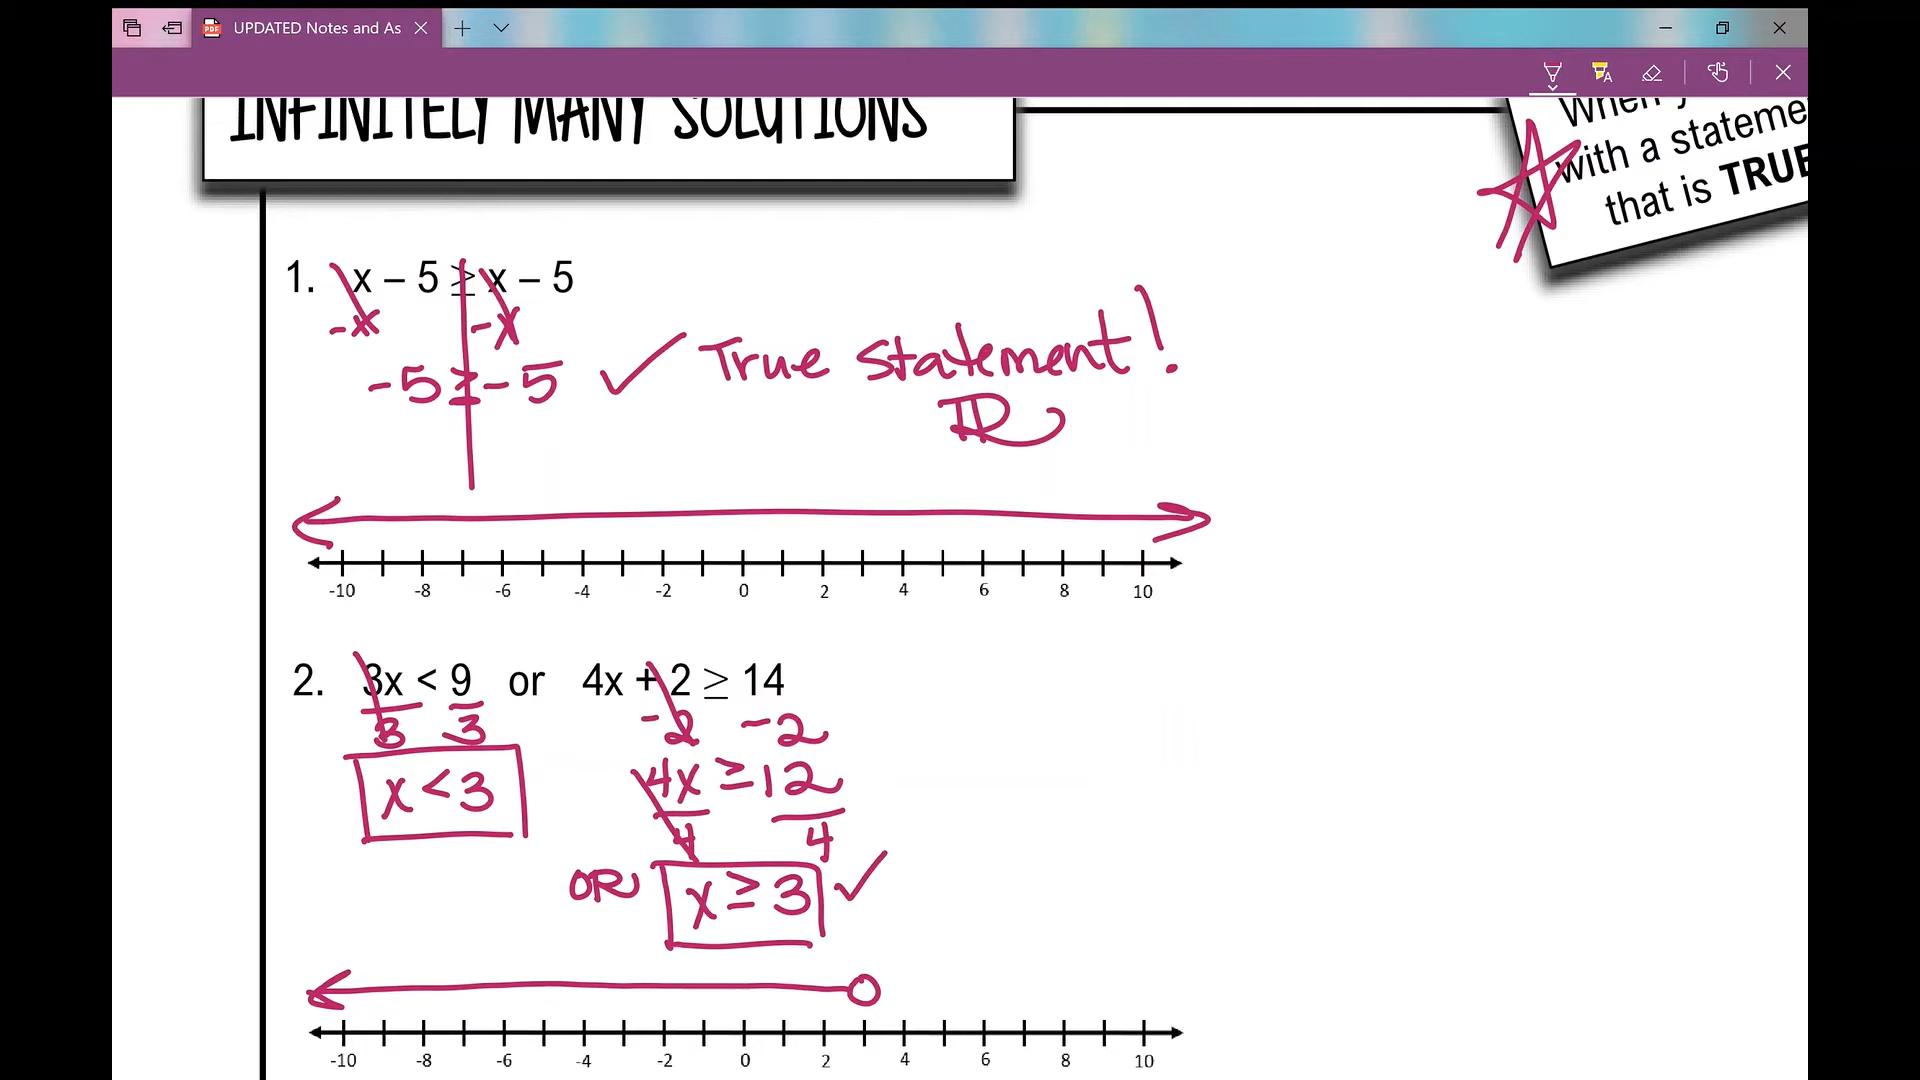 UPDATED Notes and As
INFINITELY MANY SOLUTIONS
When y
with a stateme
that is TRUE
1. x – 5 ≥ x – 5
-x -x
-5 ≥ -5 ✓ True Statement!
ℝ
-10 -8 -6 -4 -2 0 2 4 6 8 10
2. 3x < 9 or 4x + 2 ≥ 14
3 3 -2 -2
x < 3 4x ≥ 12
4 4
OR x ≥ 3 ✓
-10 -8 -6 -4 -2 0 2 4 6 8 10